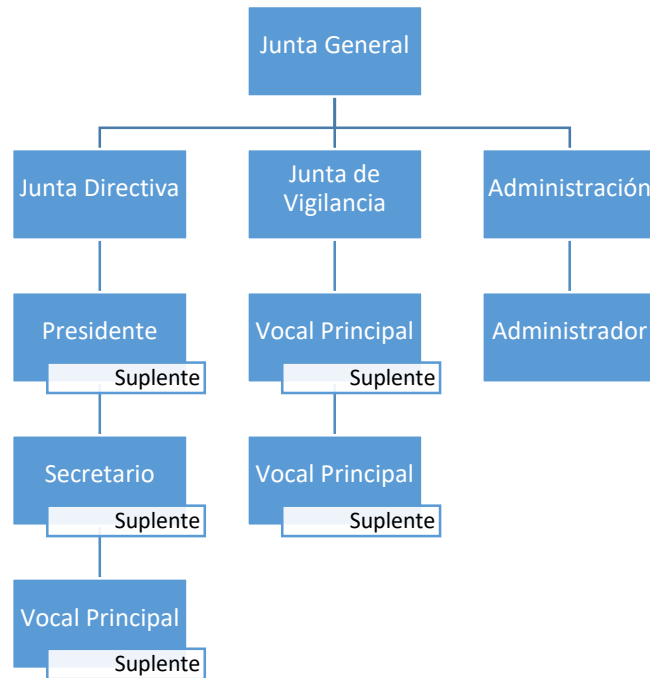 Junta General
Junta Directiva
Junta de
Vigilancia
Administración
Presidente
Suplente
Vocal Principal
Suplente
Administrador
Secretario
Suplente
Vocal Principal
Suplente
Vocal Principal
Suplente